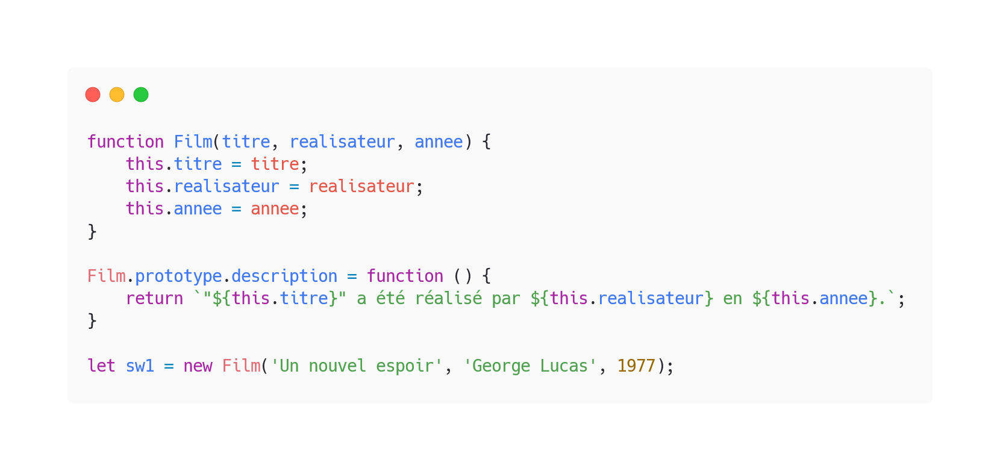 function Film(titre, realisateur, annee) {
    this.titre = titre;
    this.realisateur = realisateur;
    this.annee = annee;
}

Film.prototype.description = function () {
    return `"${this.titre}" a été réalisé par ${this.realisateur} en ${this.annee}.`;
}

let sw1 = new Film('Un nouvel espoir', 'George Lucas', 1977);